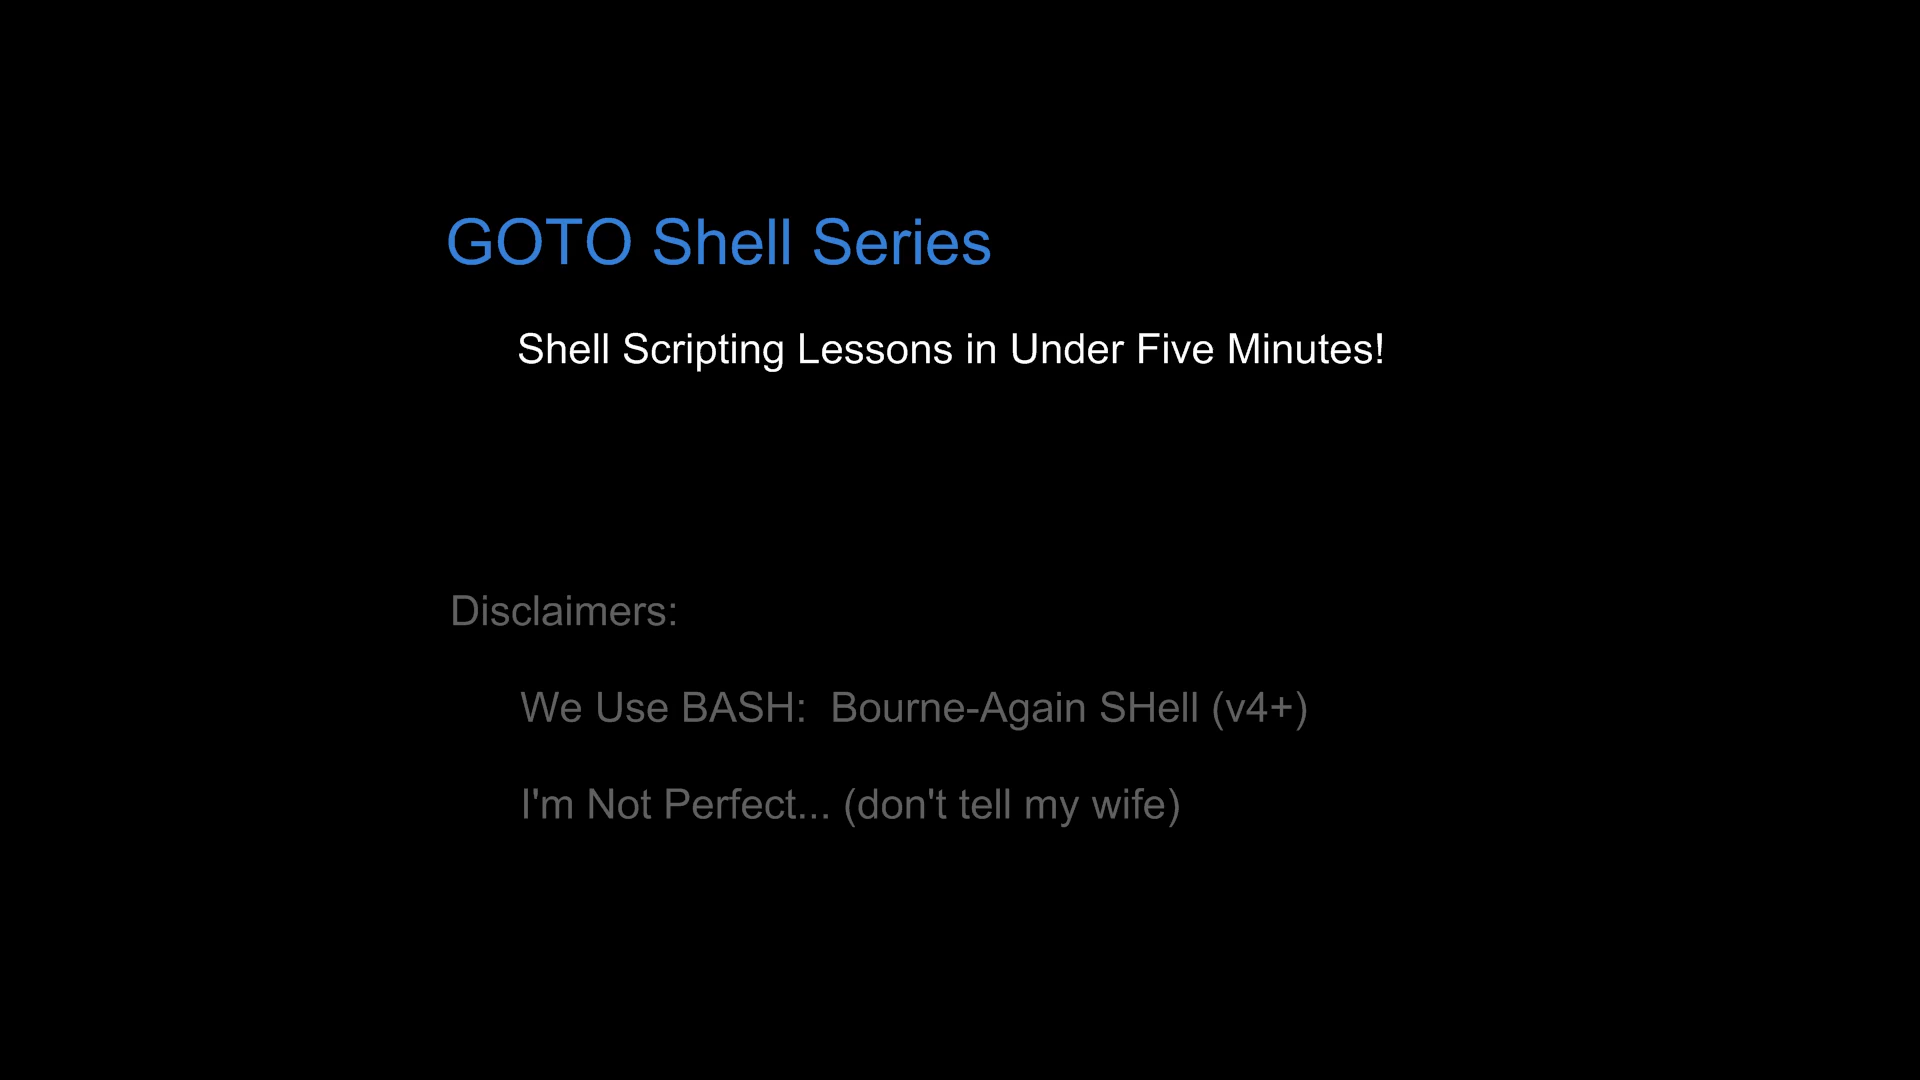 GOTO Shell Series
Shell Scripting Lessons in Under Five Minutes!
Disclaimers:
We Use BASH:  Bourne-Again SHell (v4+)
I'm Not Perfect... (don't tell my wife)